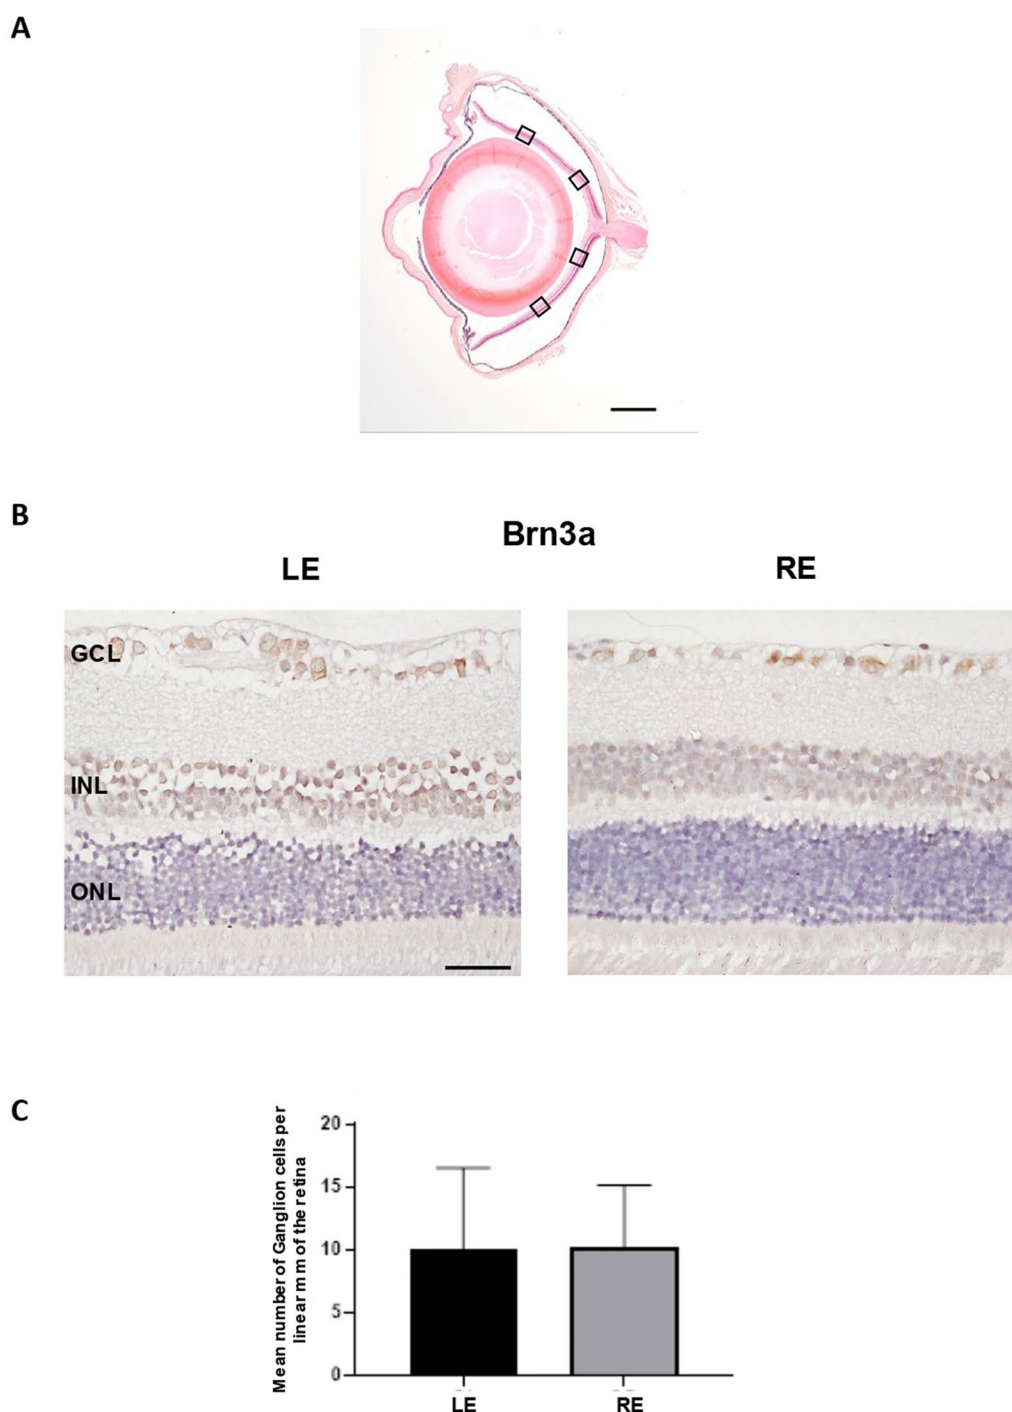 A
B
Brn3a
LE
RE
GCL
INL
ONL
C
Mean number of Ganglion cells per
linear mm of the retina
20
15
10
5
0
LE
RE